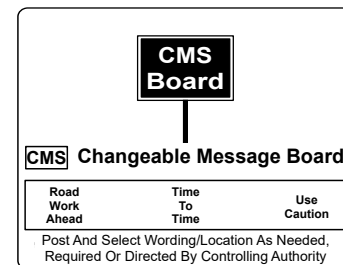 CMS
Board
CMS Changeable Message Board
Road Time
Work To Use
Ahead Time Caution
Post And Select Wording/Location As Needed,
Required Or Directed By Controlling Authority